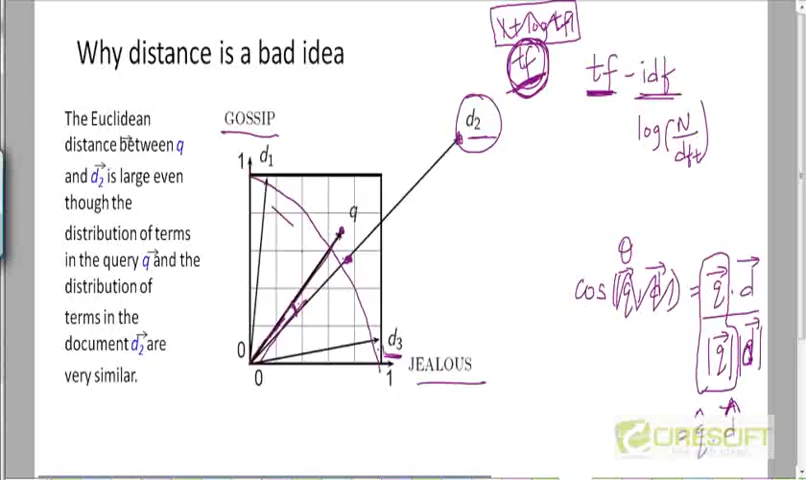 Why distance is a bad idea
The Euclidean
distance between q
and d2 is large even
though the
distribution of terms
in the query q and the
distribution of
terms in the
document d2 are
very similar.
GOSSIP
1
d1
q
d2
d3
0
0
1
JEALOUS
tf
tf - idf
log(N/dft)
θ
cos(q, d) = q · d
|q| |d|
= q̂ · d̂